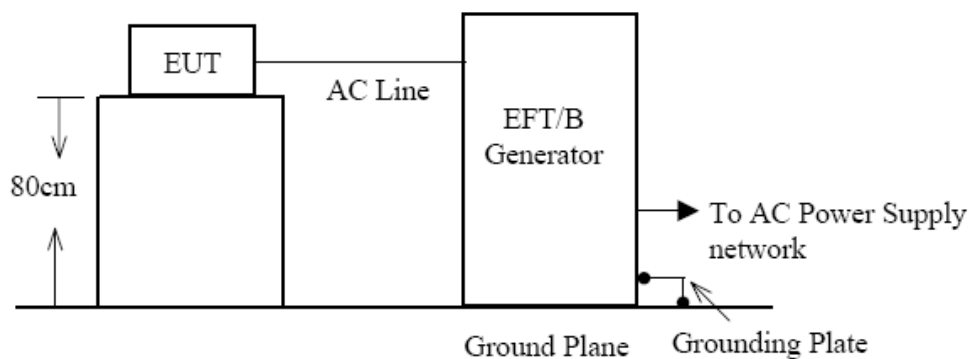 EUT
AC Line
EFT/B
Generator
80cm
To AC Power Supply
network
Ground Plane
Grounding Plate